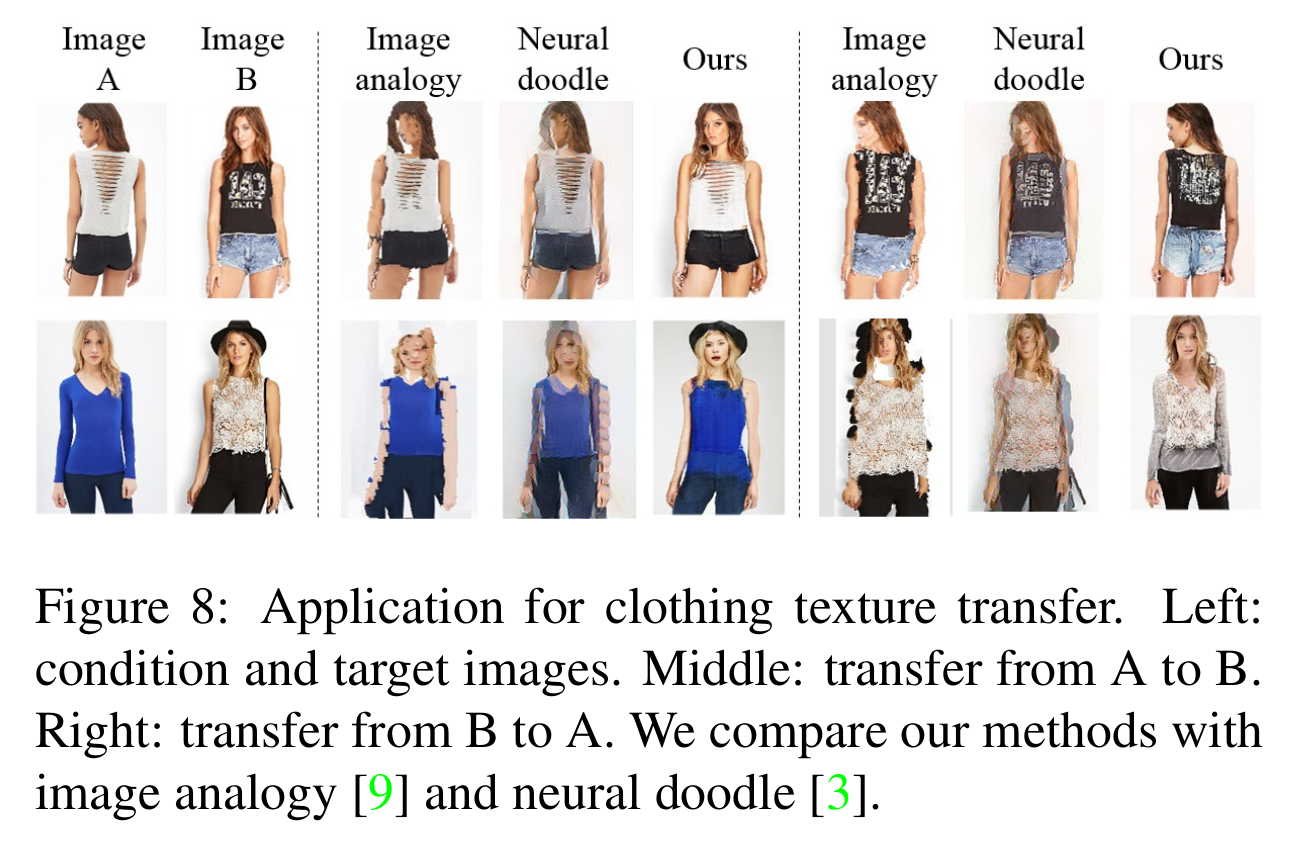 Image A
Image B
Image analogy
Neural doodle
Ours
Image analogy
Neural doodle
Ours
Figure 8: Application for clothing texture transfer. Left:
condition and target images. Middle: transfer from A to B.
Right: transfer from B to A. We compare our methods with
image analogy [9] and neural doodle [3].